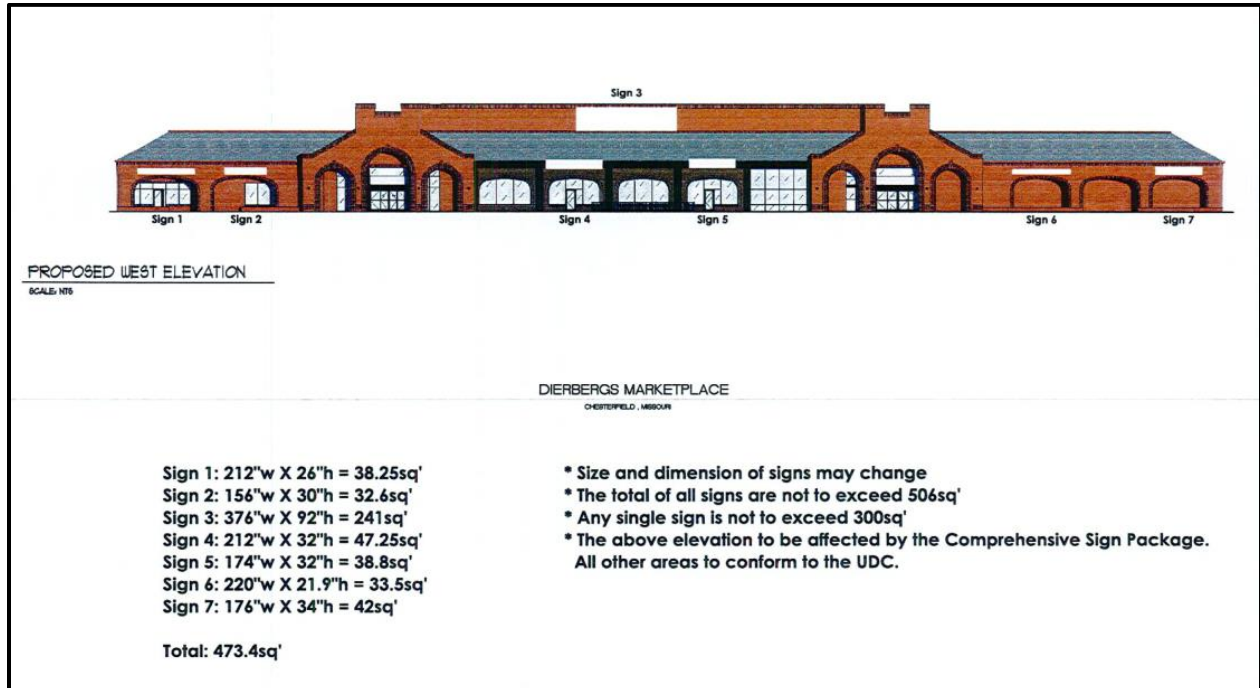 Sign 3
Sign 1
Sign 2
Sign 4
Sign 5
Sign 6
Sign 7
PROPOSED WEST ELEVATION
SCALE: NTS
DIERBERGS MARKETPLACE
CHESTERFIELD , MISSOURI
Sign 1: 212"w X 26"h = 38.25sq'
Sign 2: 156"w X 30"h = 32.6sq'
Sign 3: 376"w X 92"h = 241sq'
Sign 4: 212"w X 32"h = 47.25sq'
Sign 5: 174"w X 32"h = 38.8sq'
Sign 6: 220"w X 21.9"h = 33.5sq'
Sign 7: 176"w X 34"h = 42sq'
Total: 473.4sq'
* Size and dimension of signs may change
* The total of all signs are not to exceed 506sq'
* Any single sign is not to exceed 300sq'
* The above elevation to be affected by the Comprehensive Sign Package.
All other areas to conform to the UDC.